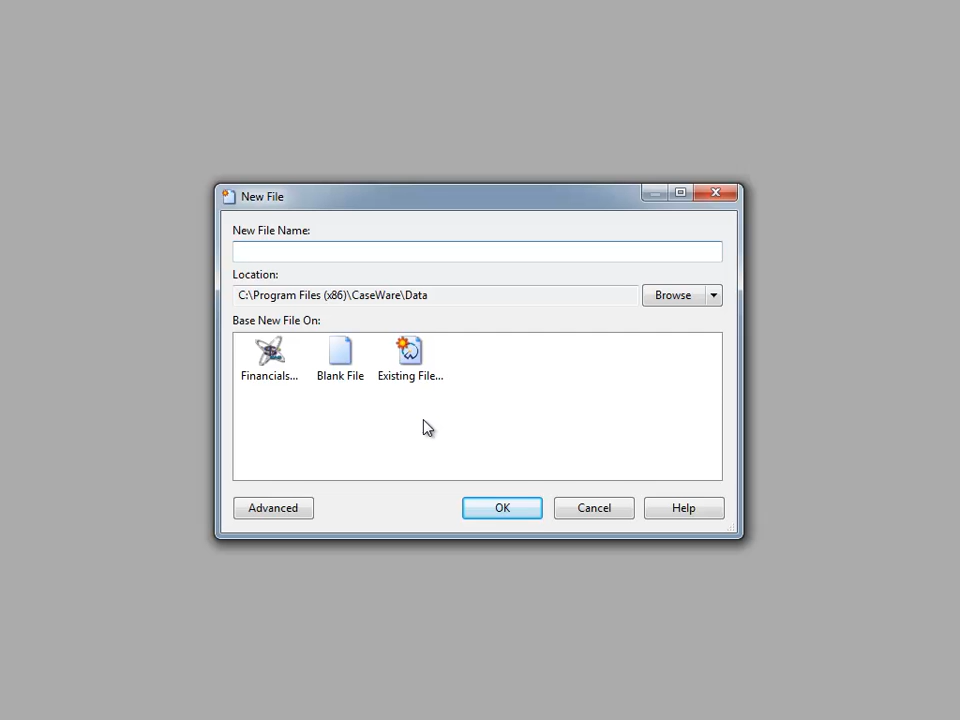 New File
New File Name:
Location:
C:\Program Files (x86)\CaseWare\Data
Browse
Base New File On:
Financials...
Blank File
Existing File...
Advanced
OK
Cancel
Help